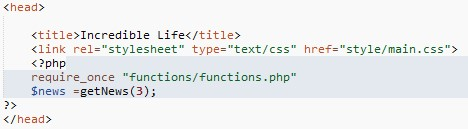 <head>
<title>Incredible Life</title>
<link rel="stylesheet" type="text/css" href="style/main.css">
<?php
require_once "functions/functions.php"
$news =getNews(3);
?>
</head>